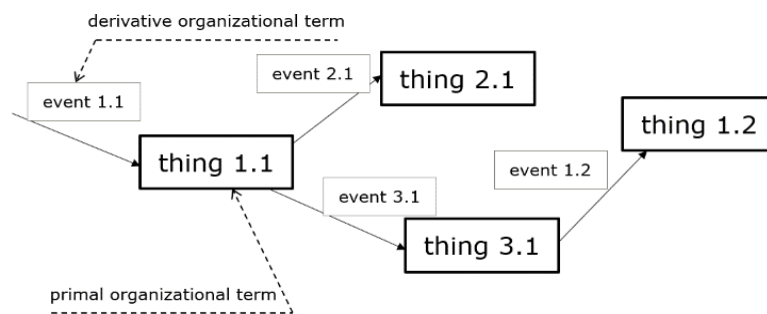 derivative organizational term
event 1.1
event 2.1
thing 2.1
thing 1.1
thing 1.2
event 1.2
event 3.1
thing 3.1
primal organizational term